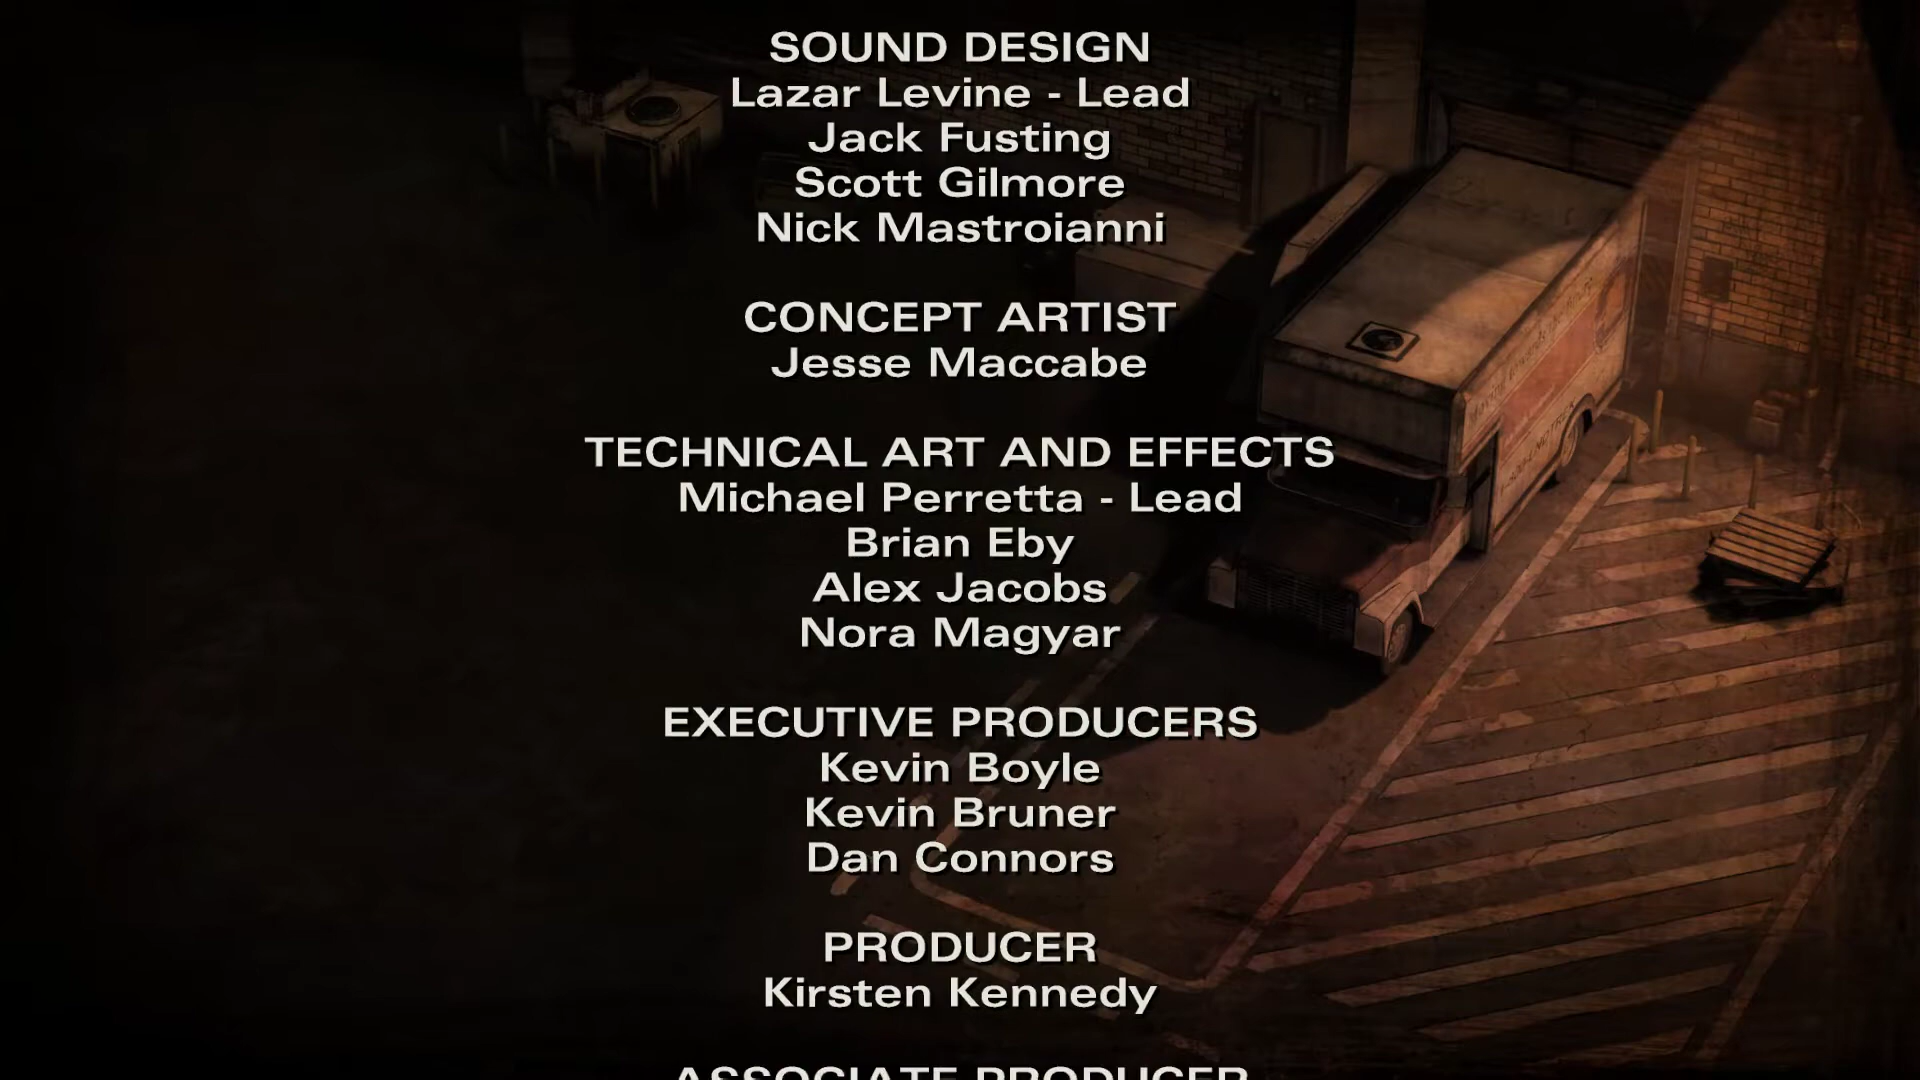 SOUND DESIGN
Lazar Levine - Lead
Jack Fusting
Scott Gilmore
Nick Mastroianni
CONCEPT ARTIST
Jesse Maccabe
TECHNICAL ART AND EFFECTS
Michael Perretta - Lead
Brian Eby
Alex Jacobs
Nora Magyar
EXECUTIVE PRODUCERS
Kevin Boyle
Kevin Bruner
Dan Connors
PRODUCER
Kirsten Kennedy
ASSOCIATE PRODUCER